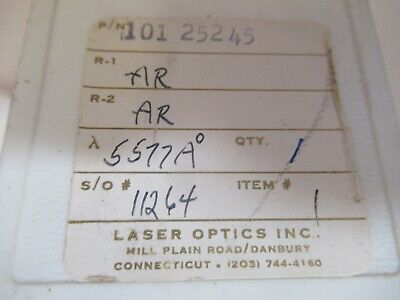 P/N 101 25245
R-1 AR
R-2 AR
λ 5577A° QTY. 1
S/O # 11264 ITEM # 1
LASER OPTICS INC.
MILL PLAIN ROAD/DANBURY
CONNECTICUT • (203) 744-4160